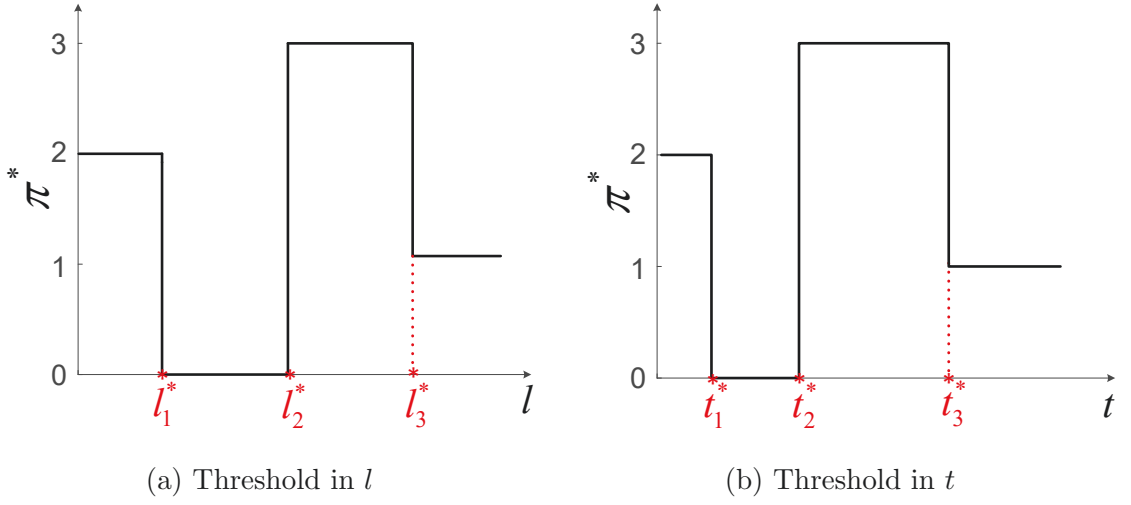 3
2
1
0
π*
l₁*
l₂*
l₃*
l
(a) Threshold in l
3
2
1
0
π*
t₁*
t₂*
t₃*
t
(b) Threshold in t